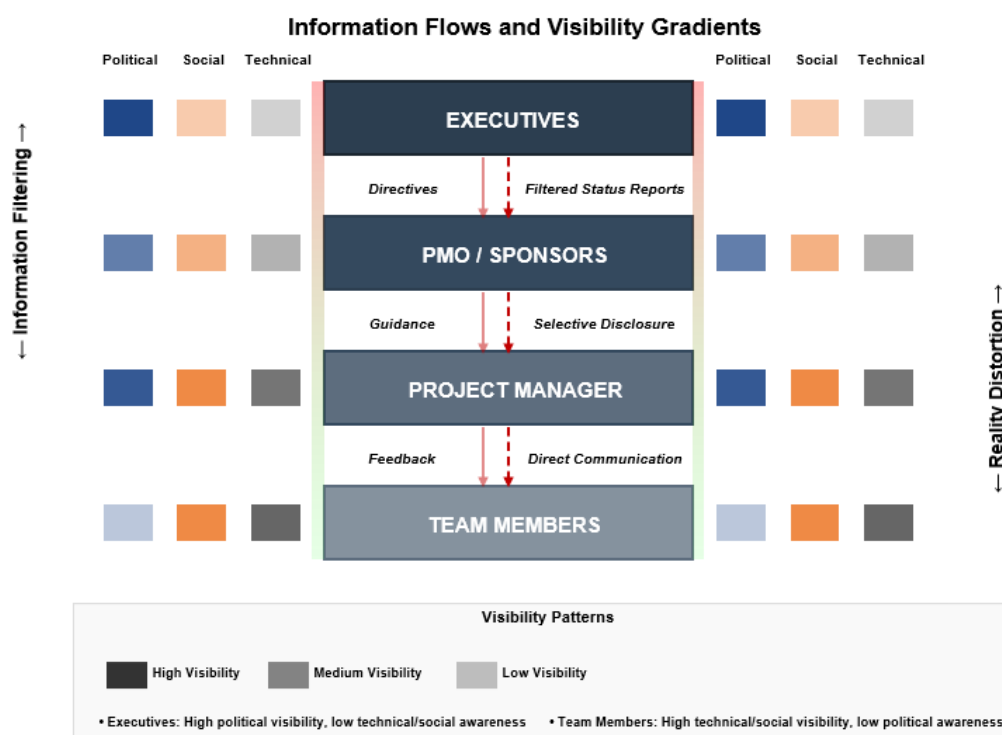 Information Flows and Visibility Gradients
Political Social Technical
Political Social Technical
← Information Filtering →
EXECUTIVES
Directives
Filtered Status Reports
PMO / SPONSORS
Guidance
Selective Disclosure
PROJECT MANAGER
Feedback
Direct Communication
TEAM MEMBERS
← Reality Distortion →
Visibility Patterns
High Visibility
Medium Visibility
Low Visibility
• Executives: High political visibility, low technical/social awareness
• Team Members: High technical/social visibility, low political awareness